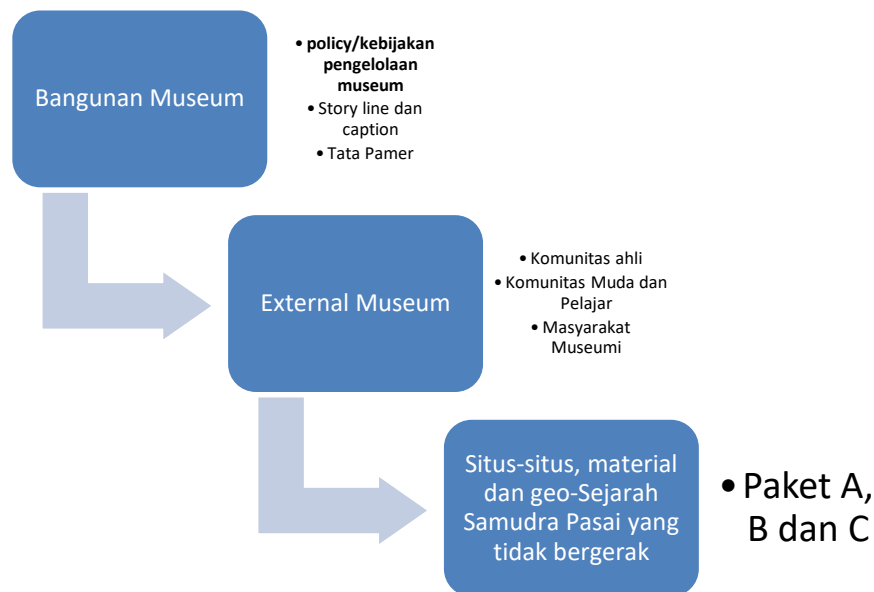 Bangunan Museum
• policy/kebijakan
pengelolaan
museum
• Story line dan
caption
• Tata Pamer
External Museum
• Komunitas ahli
• Komunitas Muda dan
Pelajar
• Masyarakat
Museumi
Situs-situs, material
dan geo-Sejarah
Samudra Pasai yang
tidak bergerak
• Paket A,
B dan C